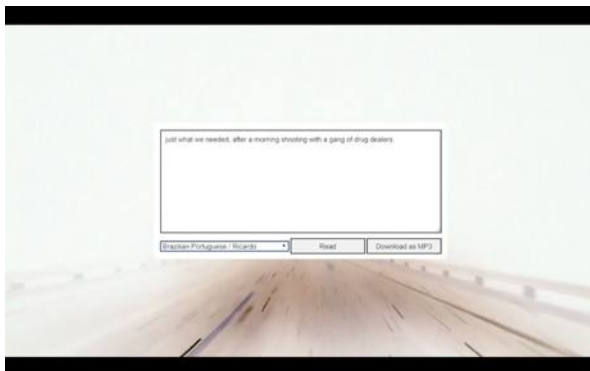 just what we needed, after a morning shooting with a gang of drug dealers.
Brazilian Portuguese / Ricardo
Read
Download as MP3